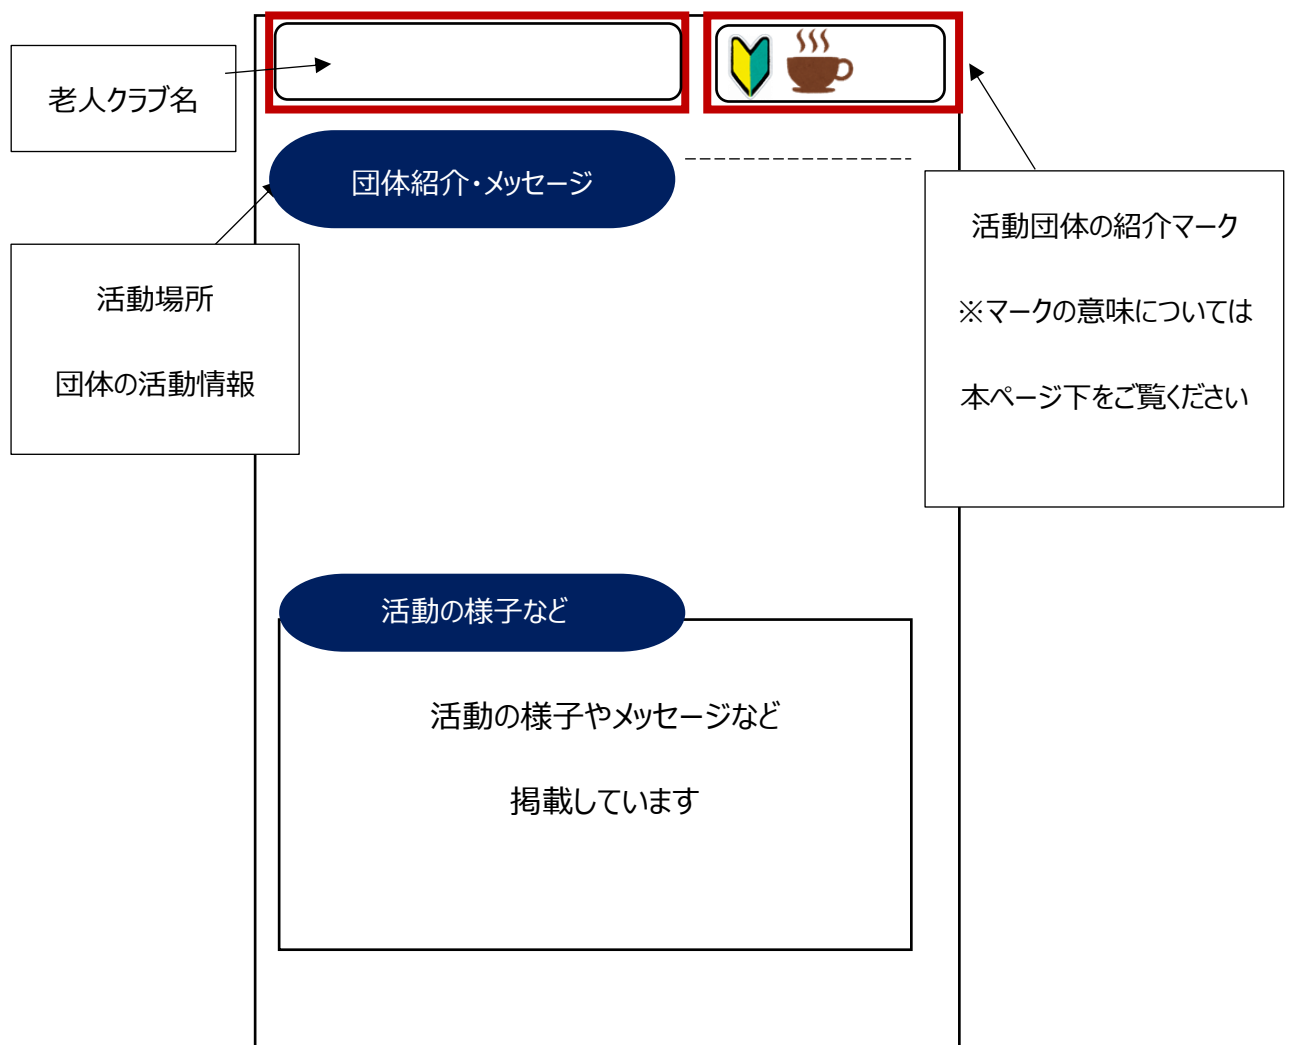 老人クラブ名
団体紹介・メッセージ
活動場所
団体の活動情報
活動団体の紹介マーク
※マークの意味については
本ページ下をご覧ください
活動の様子など
活動の様子やメッセージなど
掲載しています